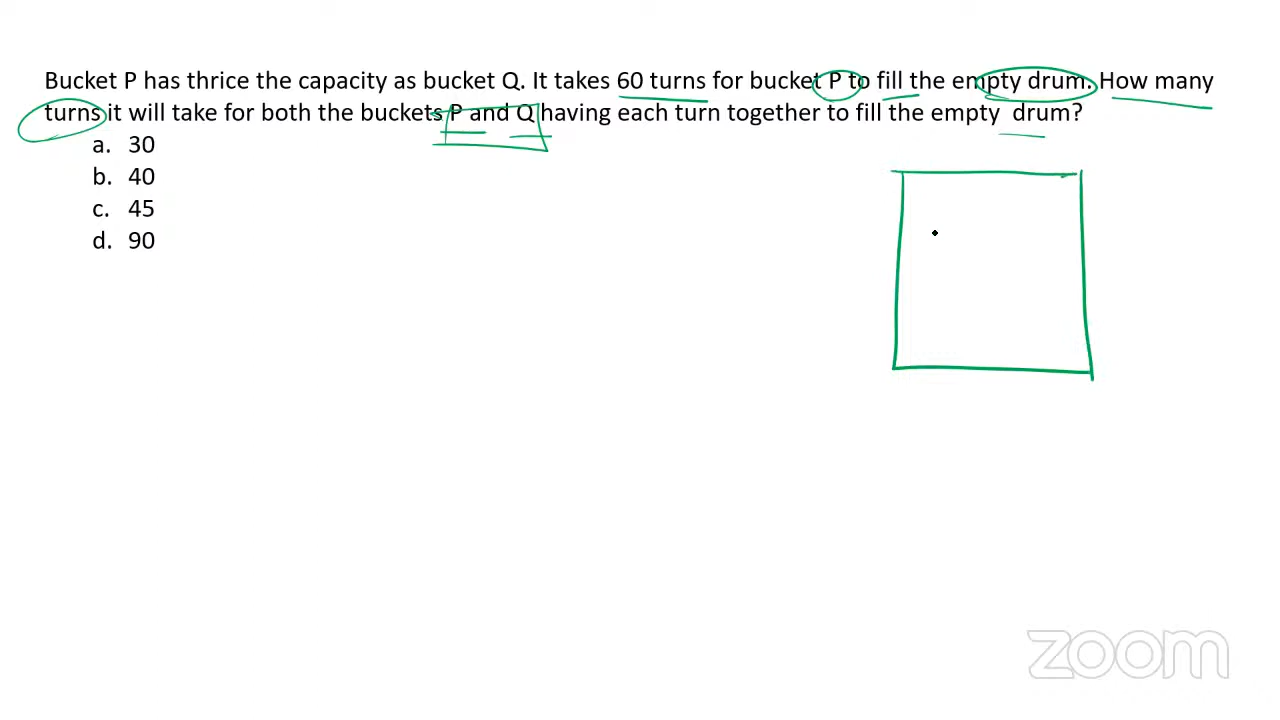 Bucket P has thrice the capacity as bucket Q. It takes 60 turns for bucket P to fill the empty drum. How many
turns it will take for both the buckets P and Q having each turn together to fill the empty drum?
a. 30
b. 40
c. 45
d. 90
zoom